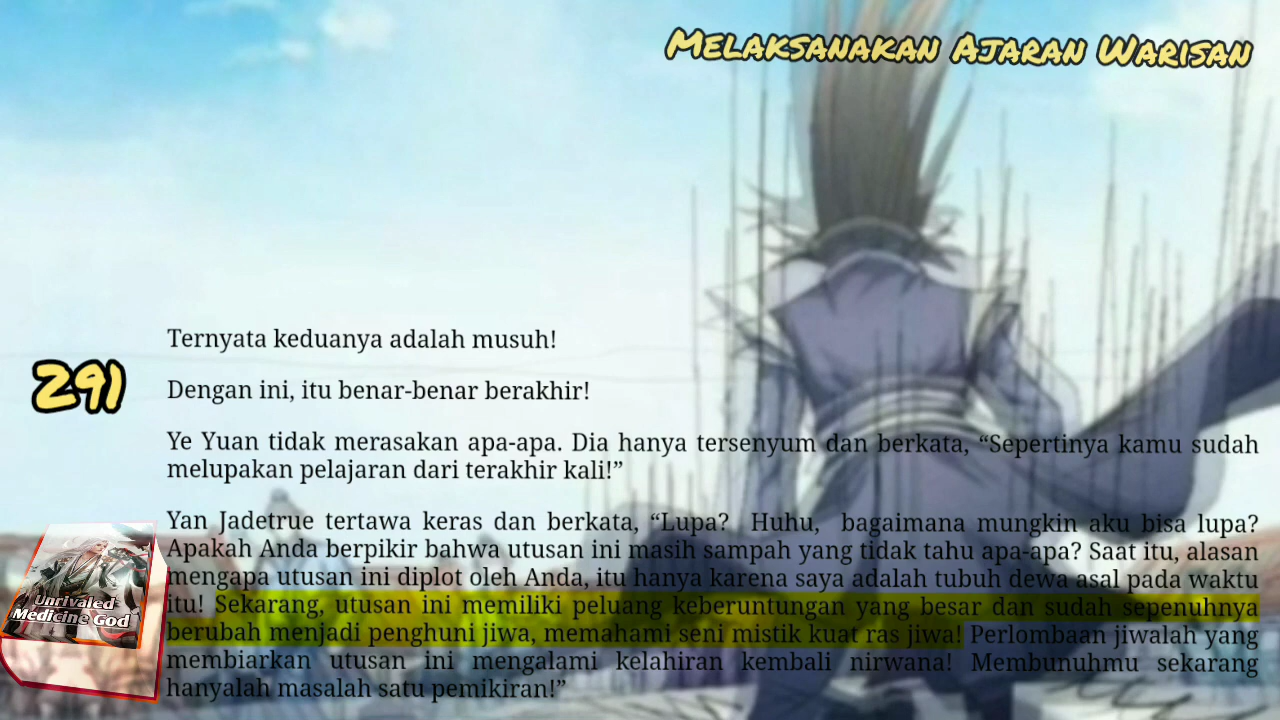 Melaksanakan Ajaran Warisan
291
Ternyata keduanya adalah musuh!
Dengan ini, itu benar-benar berakhir!
Ye Yuan tidak merasakan apa-apa. Dia hanya tersenyum dan berkata, “Sepertinya kamu sudah
melupakan pelajaran dari terakhir kali!”
Yan Jadetrue tertawa keras dan berkata, “Lupa? Huhu, bagaimana mungkin aku bisa lupa?
Apakah Anda berpikir bahwa utusan ini masih sampah yang tidak tahu apa-apa? Saat itu, alasan
mengapa utusan ini diplot oleh Anda, itu hanya karena saya adalah tubuh dewa asal pada waktu
itu! Sekarang, utusan ini memiliki peluang keberuntungan yang besar dan sudah sepenuhnya
berubah menjadi penghuni jiwa, memahami seni mistik kuat ras jiwa! Perlombaan jiwalah yang
membiarkan utusan ini mengalami kelahiran kembali nirwana! Membunuhmu sekarang
hanyalah masalah satu pemikiran!”
Unrivaled
Medicine God